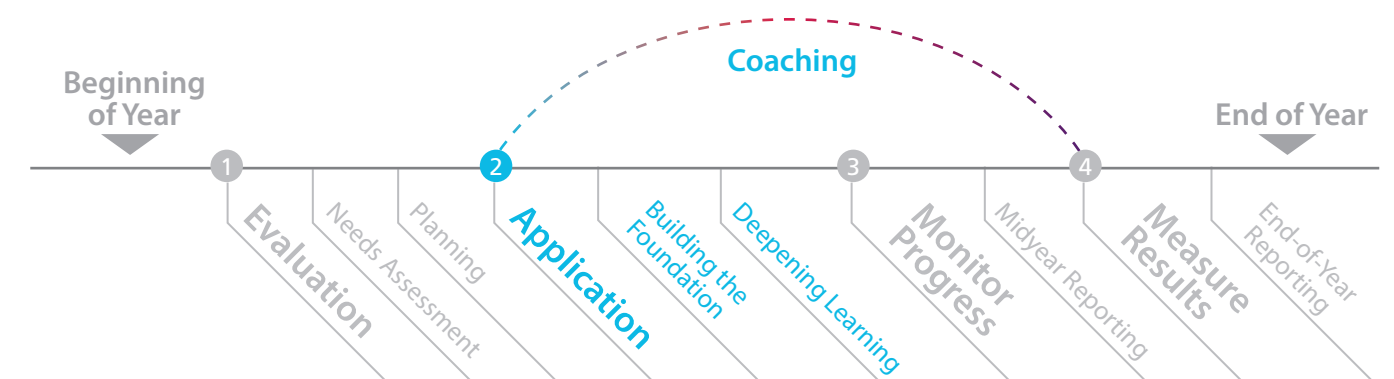 Coaching
Beginning
of Year
End of Year
1
2
3
4
Evaluation
Needs Assessment
Planning
Application
Building the
Foundation
Deepening Learning
Monitor
Progress
Midyear Reporting
Measure
Results
End-of-Year
Reporting